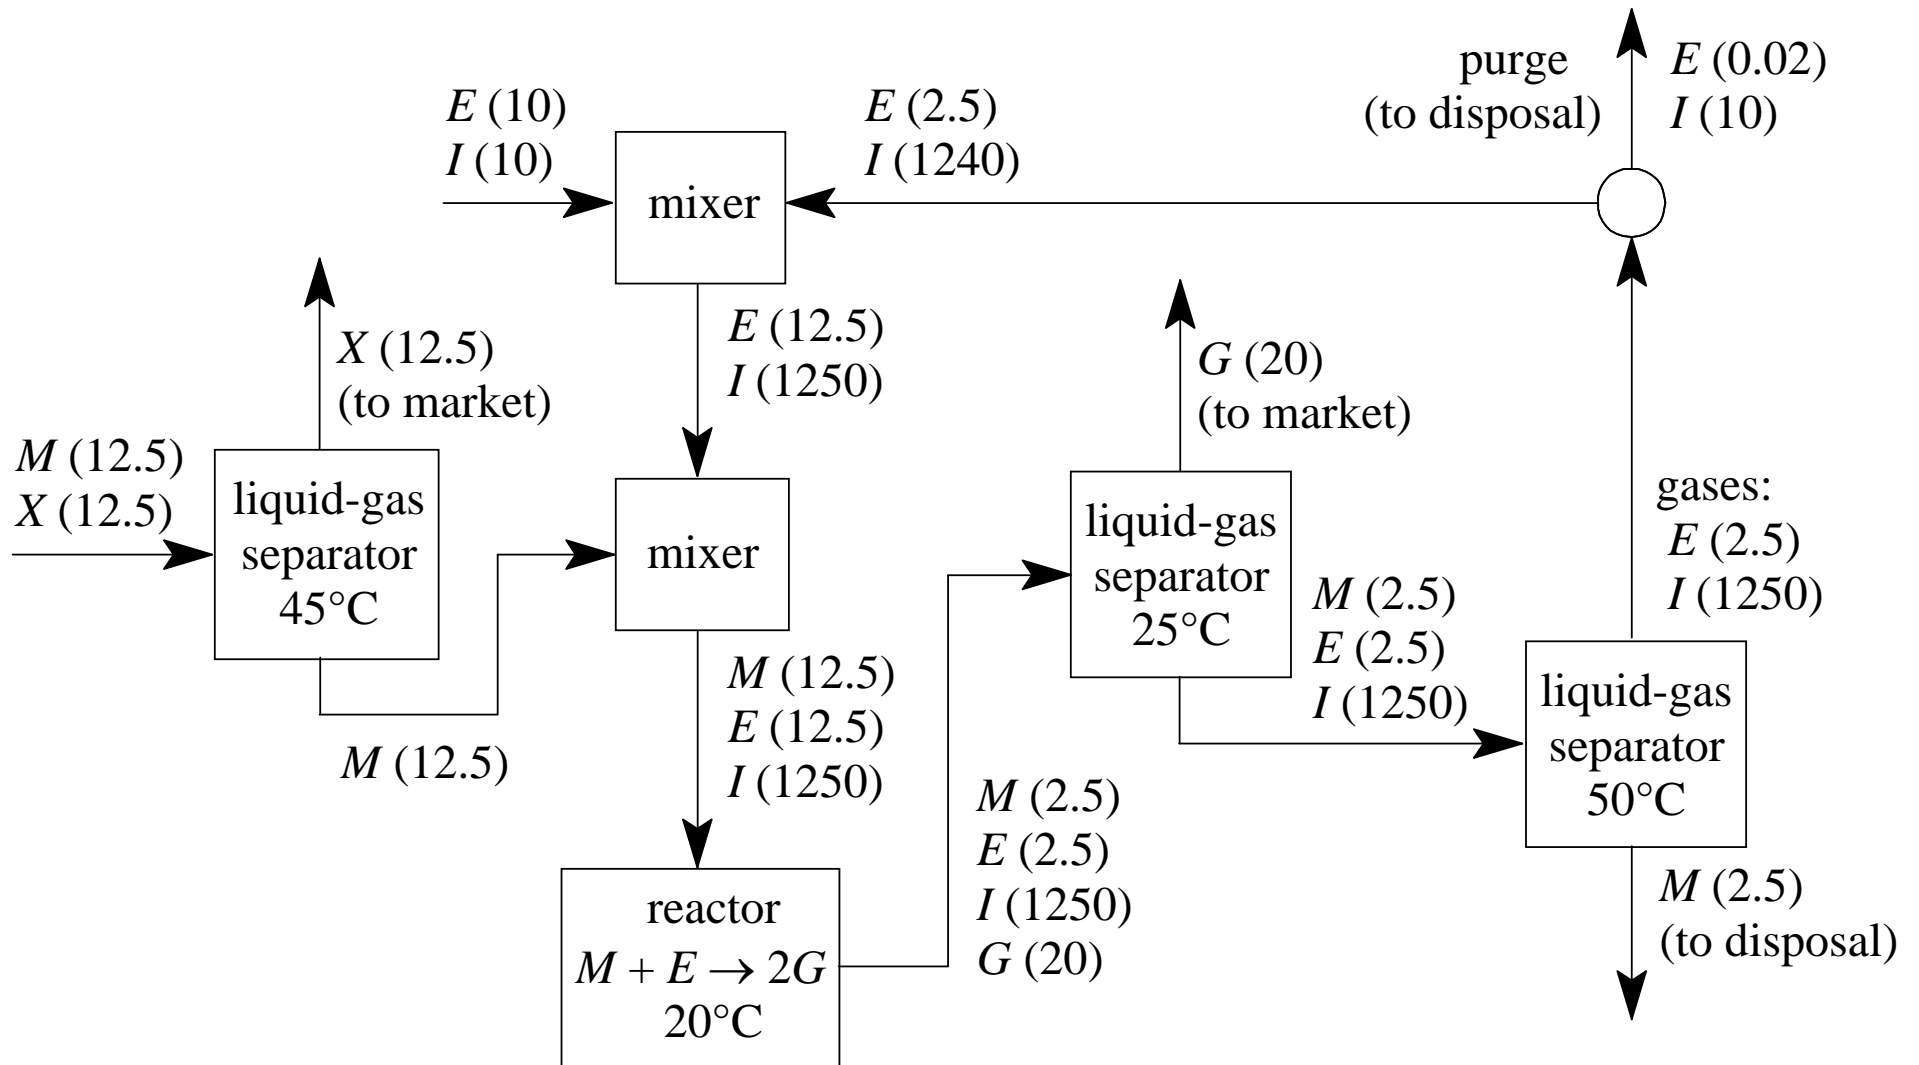 purge
(to disposal)
E (0.02)
I (10)
E (10)
I (10)
E (2.5)
I (1240)
mixer
X (12.5)
(to market)
E (12.5)
I (1250)
G (20)
(to market)
M (12.5)
X (12.5)
liquid-gas
separator
45°C
mixer
liquid-gas
separator
25°C
gases:
E (2.5)
I (1250)
M (2.5)
E (2.5)
I (1250)
M (12.5)
M (12.5)
E (12.5)
I (1250)
liquid-gas
separator
50°C
M (2.5)
E (2.5)
I (1250)
G (20)
reactor
M + E → 2G
20°C
M (2.5)
(to disposal)